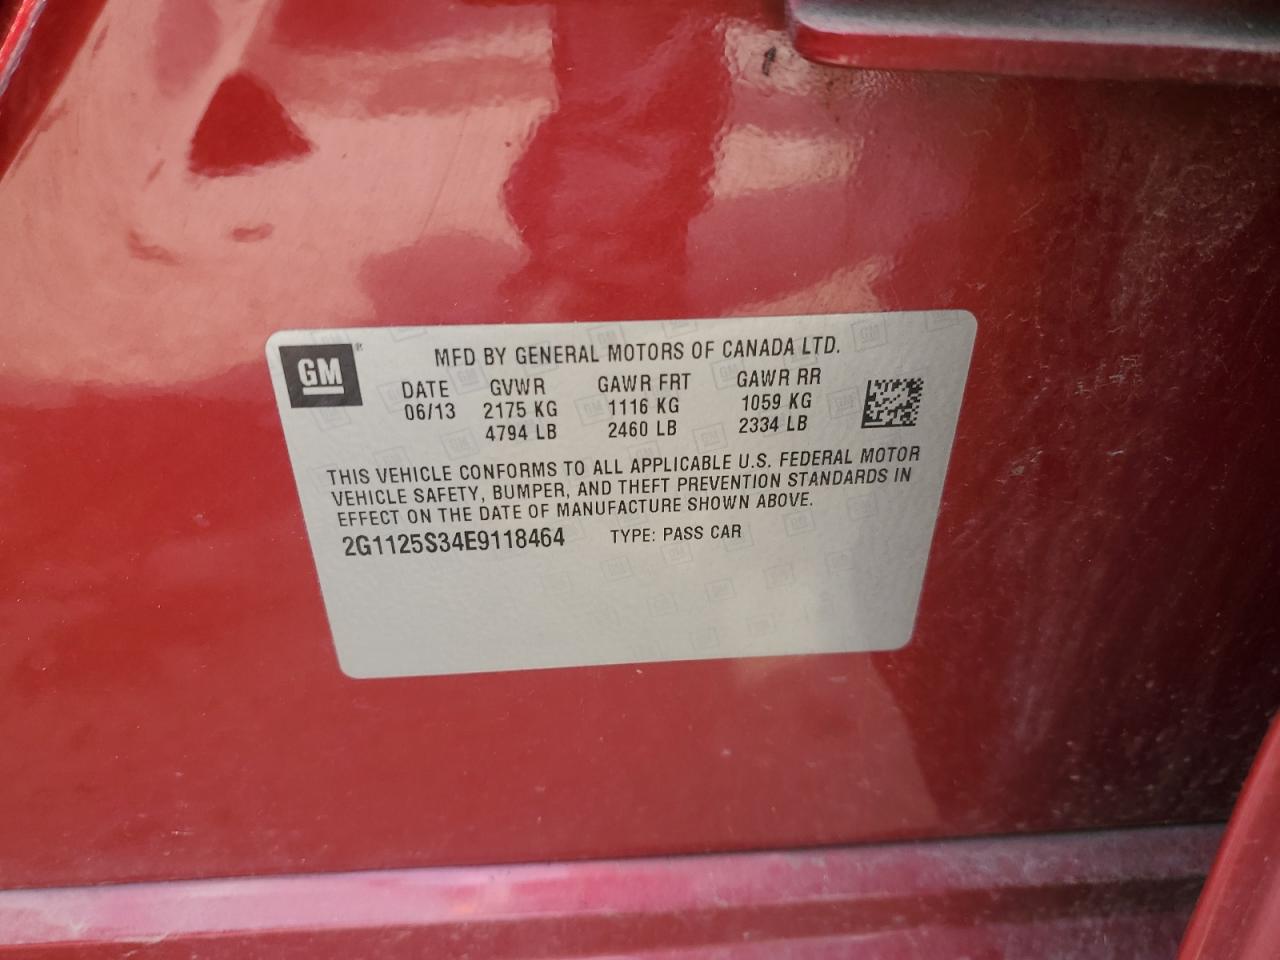 GM
MFD BY GENERAL MOTORS OF CANADA LTD.
DATE GVWR GAWR FRT GAWR RR
06/13 2175 KG 1116 KG 1059 KG
4794 LB 2460 LB 2334 LB
THIS VEHICLE CONFORMS TO ALL APPLICABLE U.S. FEDERAL MOTOR
VEHICLE SAFETY, BUMPER, AND THEFT PREVENTION STANDARDS IN
EFFECT ON THE DATE OF MANUFACTURE SHOWN ABOVE.
2G1125S34E9118464 TYPE: PASS CAR